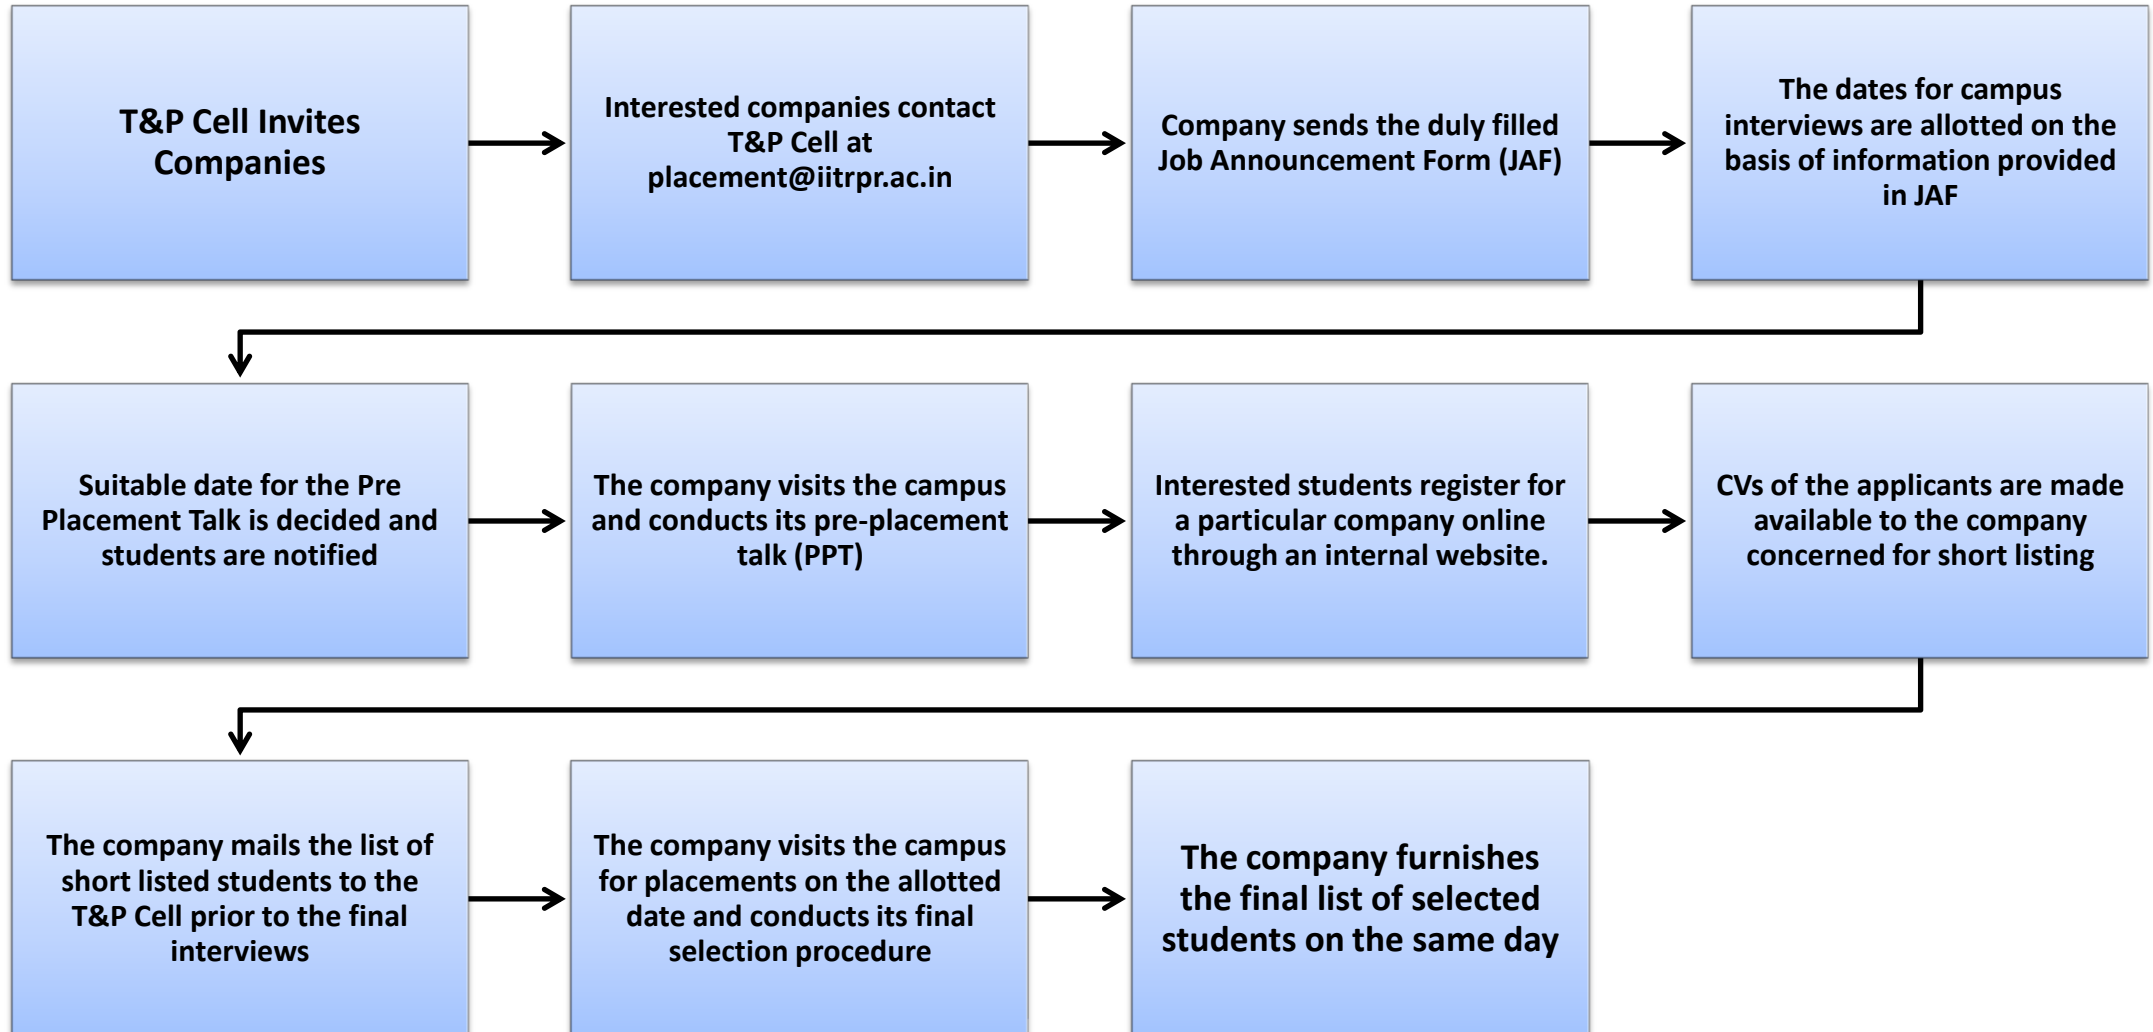 T&P Cell Invites
Companies
Interested companies contact
T&P Cell at
placement@iitrpr.ac.in
Company sends the duly filled
Job Announcement Form (JAF)
The dates for campus
interviews are allotted on the
basis of information provided
in JAF
Suitable date for the Pre
Placement Talk is decided and
students are notified
The company visits the campus
and conducts its pre-placement
talk (PPT)
Interested students register for
a particular company online
through an internal website.
CVs of the applicants are made
available to the company
concerned for short listing
The company mails the list of
short listed students to the
T&P Cell prior to the final
interviews
The company visits the campus
for placements on the allotted
date and conducts its final
selection procedure
The company furnishes
the final list of selected
students on the same day